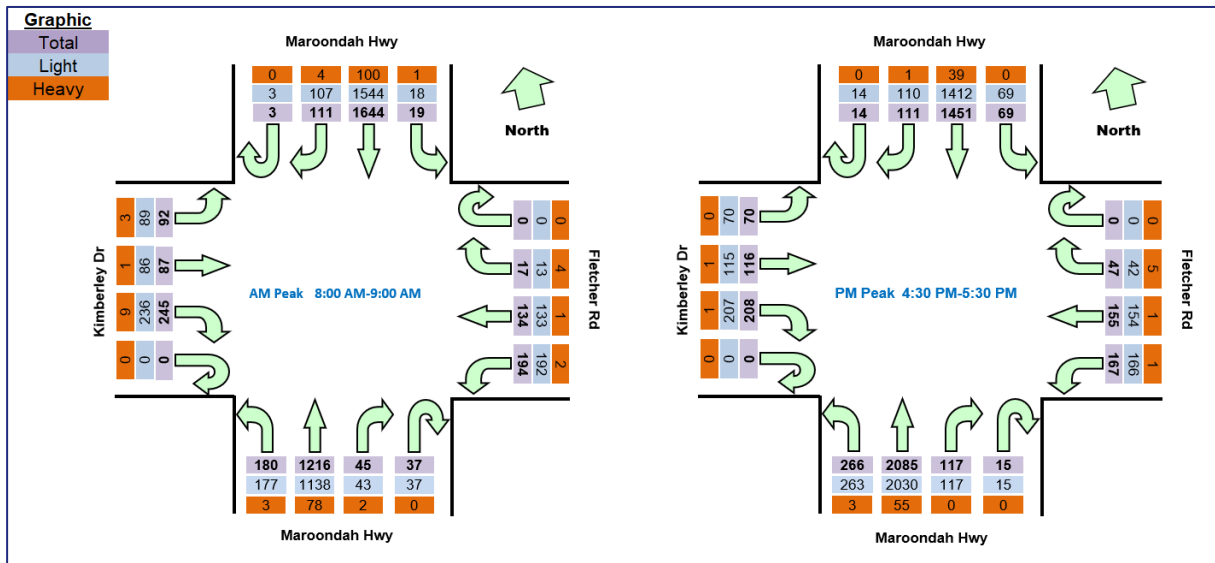 Graphic
Total
Light
Heavy
Maroondah Hwy
0 4 100 1
3 107 1544 18
3 111 1644 19
North
Kimberley Dr
3 89 92
1 86 87
9 236 245
0 0 0
AM Peak 8:00 AM-9:00 AM
0 0 0
17 13 4
134 133 1
194 192 2
Fletcher Rd
180 1216 45 37
177 1138 43 37
3 78 2 0
Maroondah Hwy
Maroondah Hwy
0 1 39 0
14 110 1412 69
14 111 1451 69
North
Kimberley Dr
0 70 70
1 115 116
1 207 208
0 0 0
PM Peak 4:30 PM-5:30 PM
0 0 0
47 42 5
155 154 1
167 166 1
Fletcher Rd
266 2085 117 15
263 2030 117 15
3 55 0 0
Maroondah Hwy